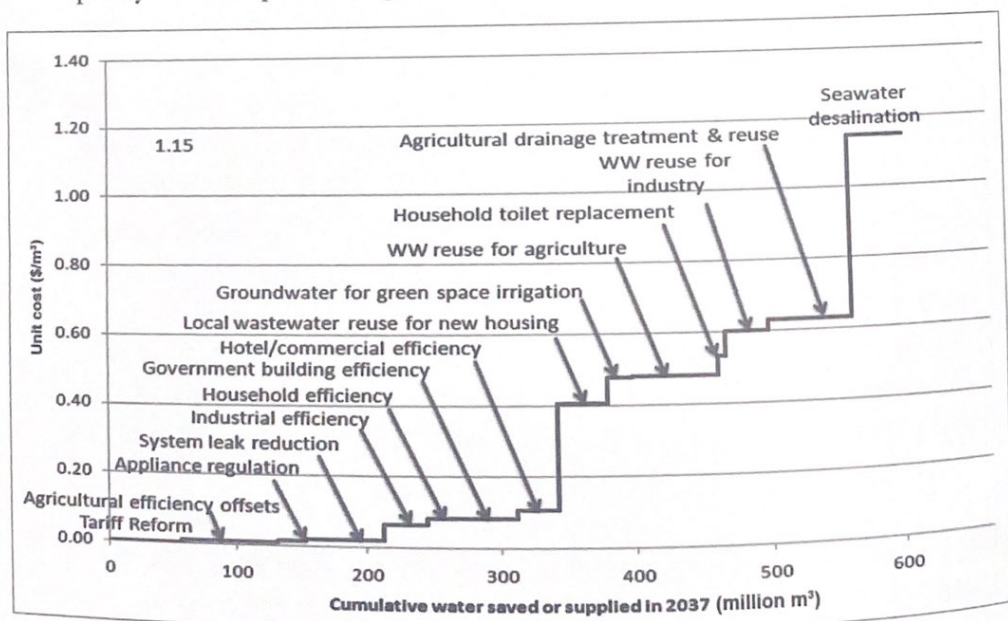 1.40
1.20
1.00
0.80
0.60
0.40
0.20
0.00
Unit cost ($/m³)
1.15
Seawater
desalination
Agricultural drainage treatment & reuse
WW reuse for
industry
Household toilet replacement
WW reuse for agriculture
Groundwater for green space irrigation
Local wastewater reuse for new housing
Hotel/commercial efficiency
Government building efficiency
Household efficiency
Industrial efficiency
System leak reduction
Appliance regulation
Agricultural efficiency offsets
Tariff Reform
0 100 200 300 400 500 600
Cumulative water saved or supplied in 2037 (million m³)